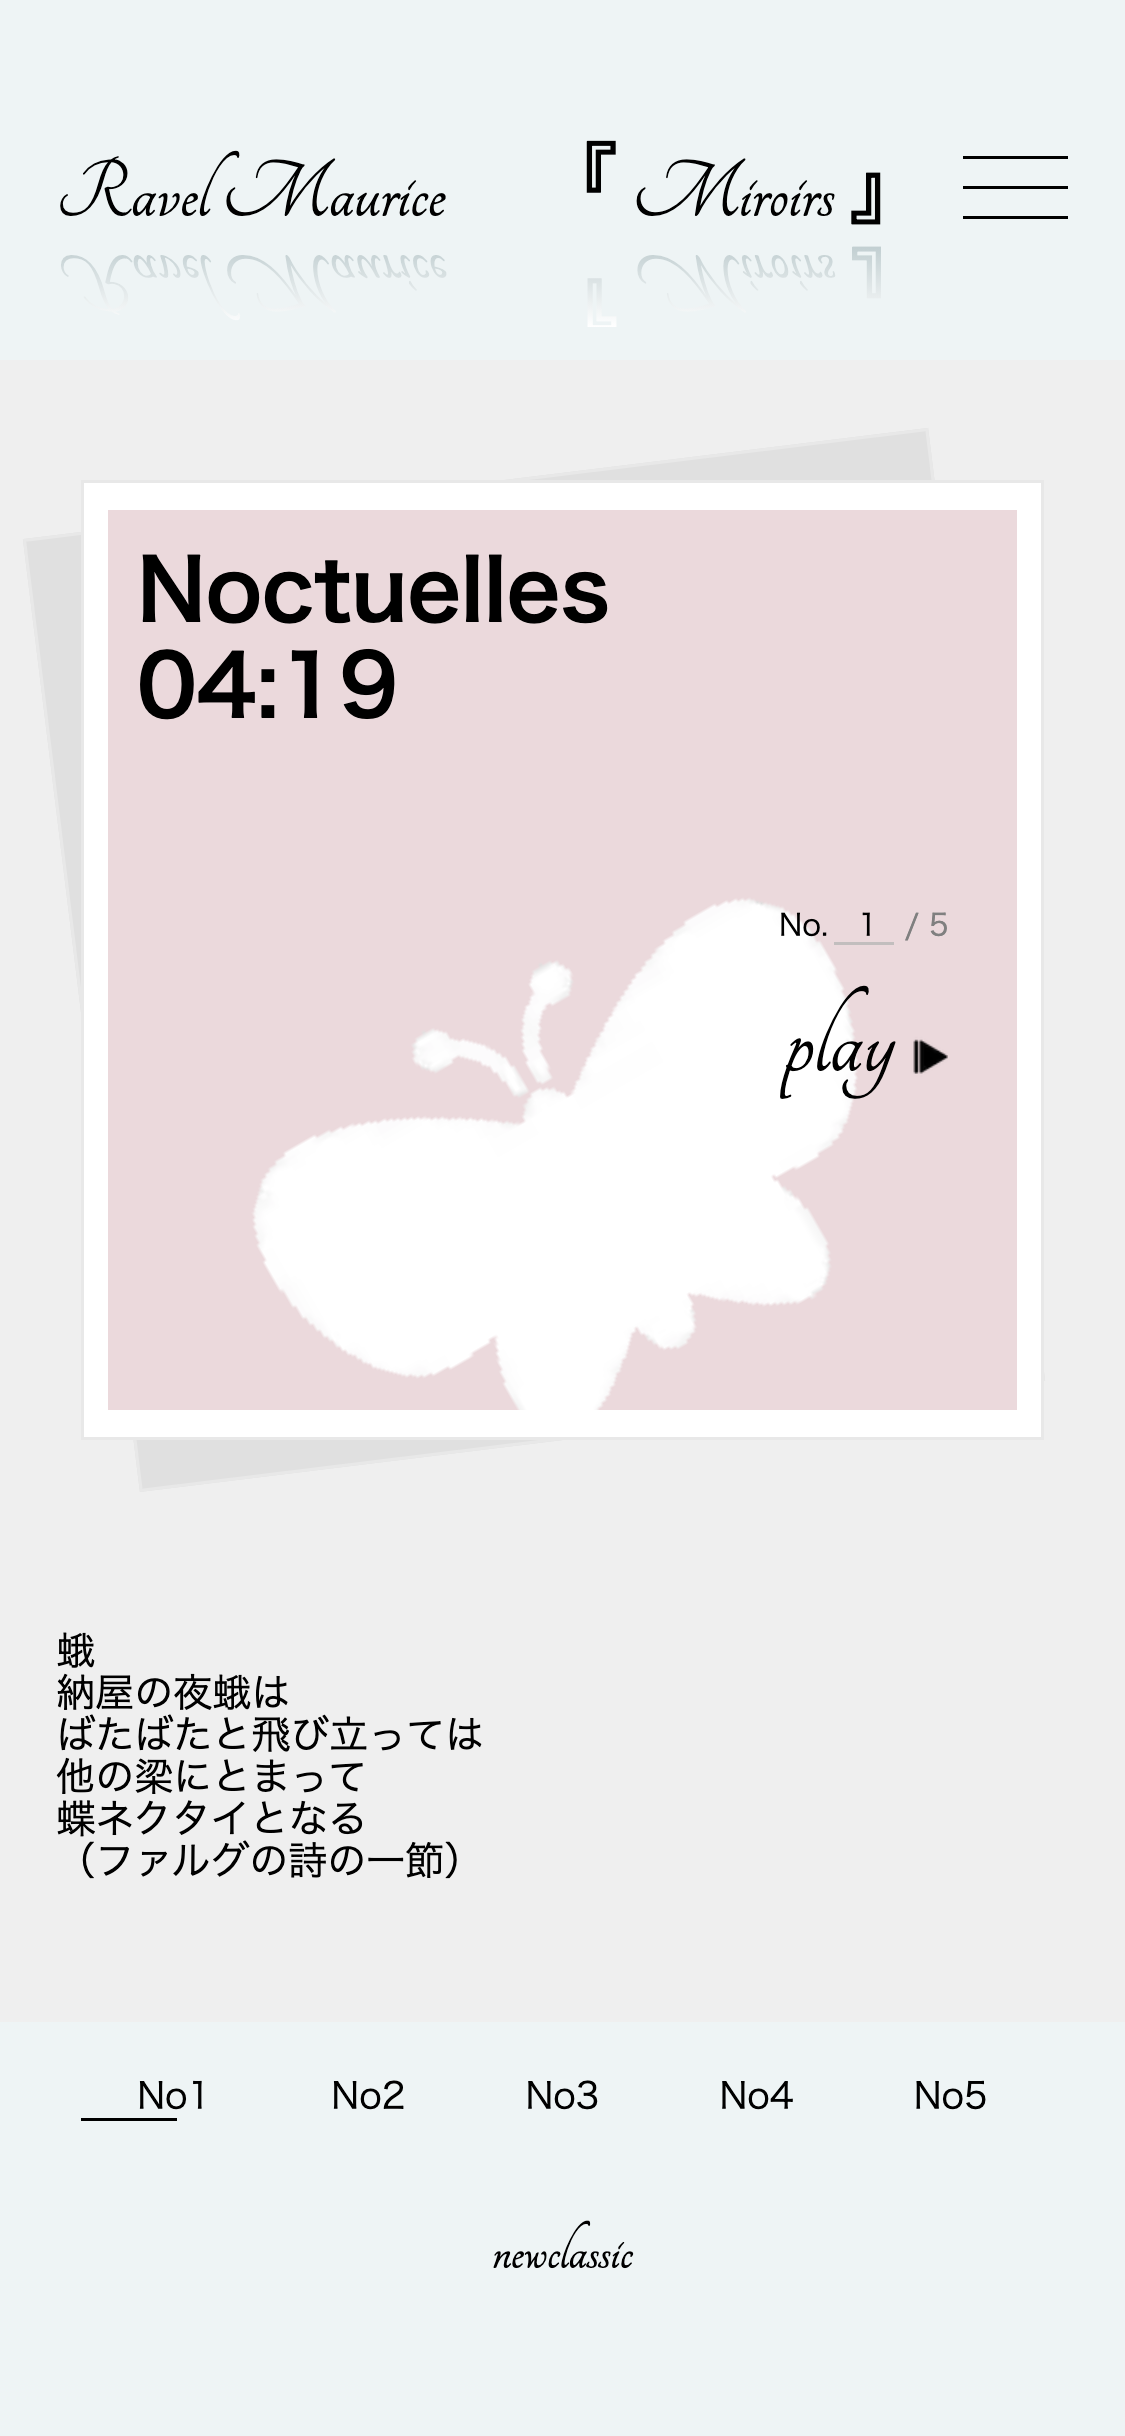 Ravel Maurice 『 Miroirs 』
Noctuelles
04:19
No. 1 / 5
play
蛾
納屋の夜蛾は
ばたばたと飛び立っては
他の梁にとまって
蝶ネクタイとなる
（ファルグの詩の一節）
No1 No2 No3 No4 No5
newclassic